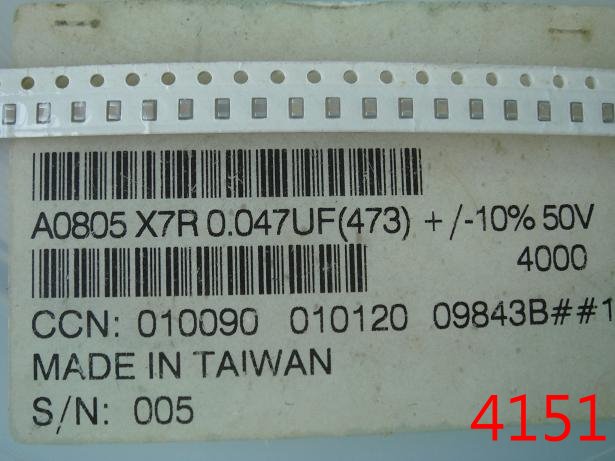 A0805 X7R 0.047UF(473) +/-10% 50V
4000
CCN: 010090 010120 09843B##1
MADE IN TAIWAN
S/N: 005
4151